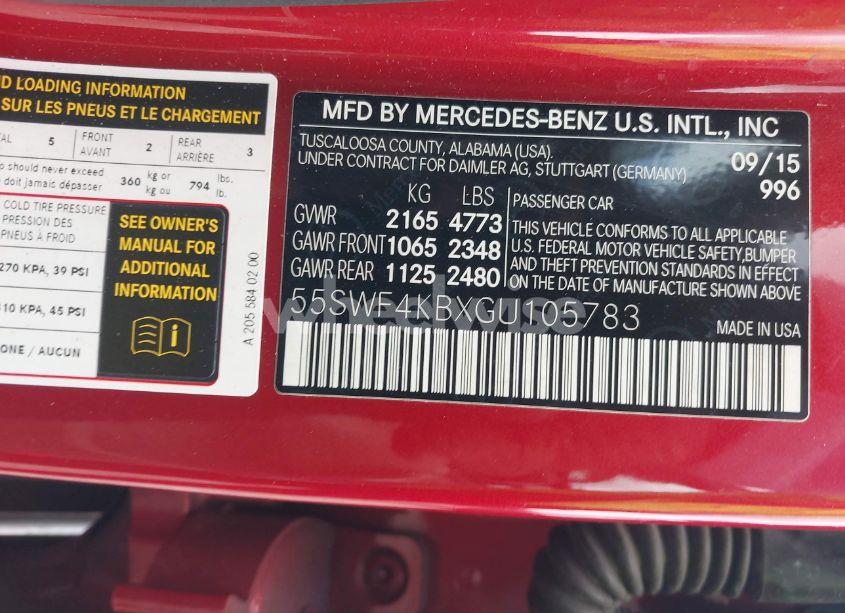 ND LOADING INFORMATION
SUR LES PNEUS ET LE CHARGEMENT
TAL 5 FRONT AVANT 2 REAR ARRIÈRE 3
should never exceed
doit jamais dépasser 360 kg or kg ou 794 lbs. lb.
COLD TIRE PRESSURE
PRESSION DES
PNEUS À FROID
270 KPA, 39 PSI
310 KPA, 45 PSI
ONE / AUCUN
SEE OWNER'S
MANUAL FOR
ADDITIONAL
INFORMATION
i
A 205 584 02 00
MFD BY MERCEDES-BENZ U.S. INTL., INC
TUSCALOOSA COUNTY, ALABAMA (USA).
UNDER CONTRACT FOR DAIMLER AG, STUTTGART (GERMANY)
09/15
996
KG LBS
GVWR 2165 4773
GAWR FRONT 1065 2348
GAWR REAR 1125 2480
PASSENGER CAR
THIS VEHICLE CONFORMS TO ALL APPLICABLE
U.S. FEDERAL MOTOR VEHICLE SAFETY,BUMPER
AND THEFT PREVENTION STANDARDS IN EFFECT
ON THE DATE OF MANUFACTURE SHOWN ABOVE
55SWF4KBXGU105783
MADE IN USA
wheelwise